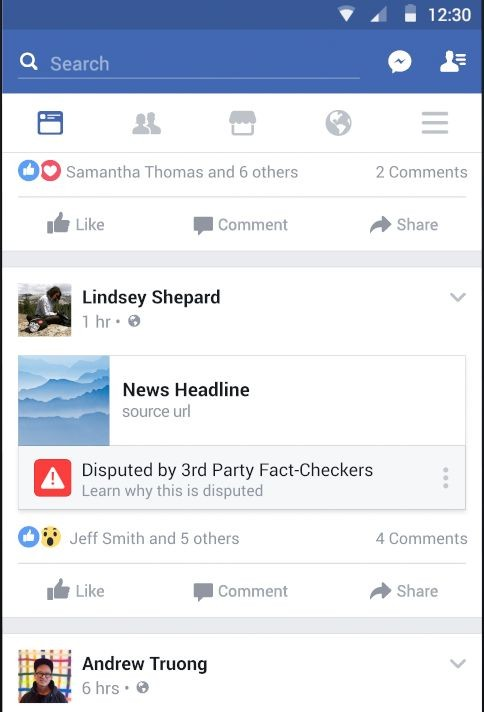 12:30
Search
Samantha Thomas and 6 others 2 Comments
Like Comment Share
Lindsey Shepard
1 hr •
News Headline
source url
Disputed by 3rd Party Fact-Checkers
Learn why this is disputed
Jeff Smith and 5 others 4 Comments
Like Comment Share
Andrew Truong
6 hrs •